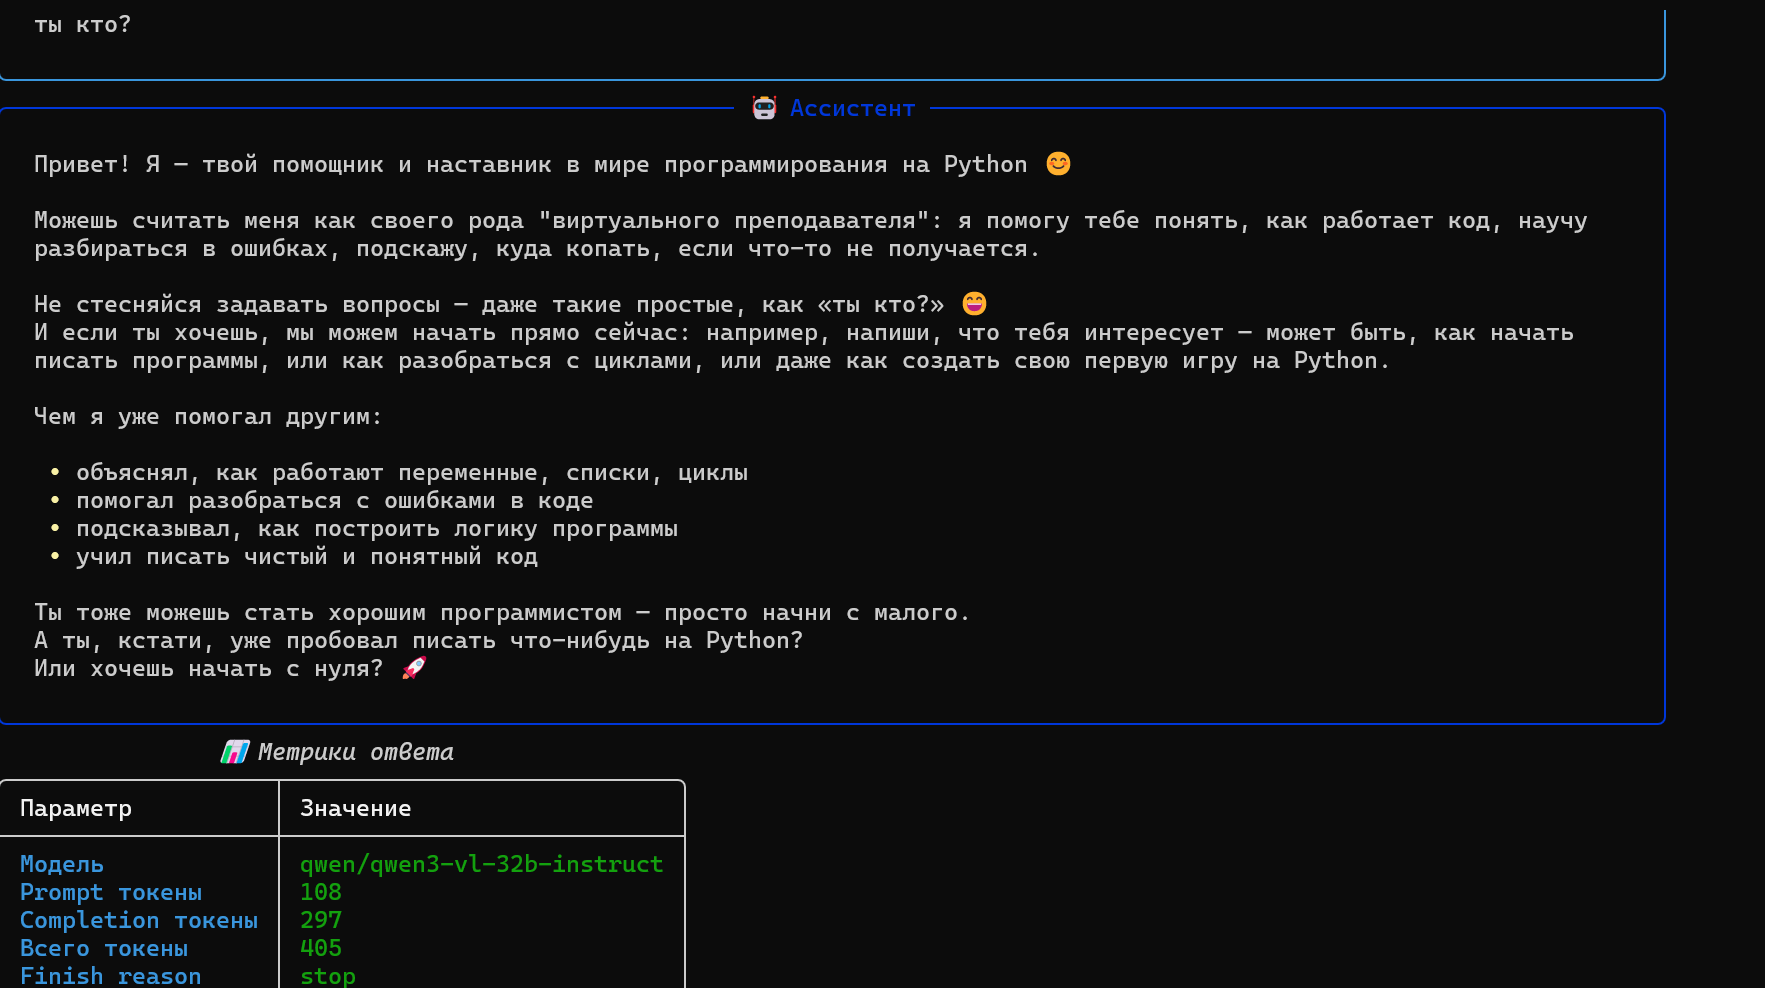 ты кто?
🤖 Ассистент
Привет! Я — твой помощник и наставник в мире программирования на Python 😊
Можешь считать меня как своего рода "виртуального преподавателя": я помогу тебе понять, как работает код, научу
разбираться в ошибках, подскажу, куда копать, если что-то не получается.
Не стесняйся задавать вопросы — даже такие простые, как «ты кто?» 😄
И если ты хочешь, мы можем начать прямо сейчас: например, напиши, что тебя интересует — может быть, как начать
писать программы, или как разобраться с циклами, или даже как создать свою первую игру на Python.
Чем я уже помогал другим:
• объяснял, как работают переменные, списки, циклы
• помогал разобраться с ошибками в коде
• подсказывал, как построить логику программы
• учил писать чистый и понятный код
Ты тоже можешь стать хорошим программистом — просто начни с малого.
А ты, кстати, уже пробовал писать что-нибудь на Python?
Или хочешь начать с нуля? 🚀
📊 Метрики ответа
Параметр Значение
Модель qwen/qwen3-vl-32b-instruct
Prompt токены 108
Completion токены 297
Всего токены 405
Finish reason stop